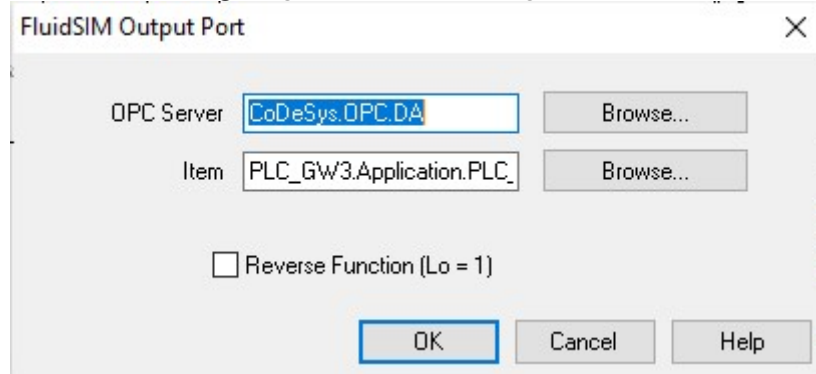 FluidSIM Output Port
OPC Server CoDeSys.OPC.DA Browse...
Item PLC_GW3.Application.PLC_ Browse...
Reverse Function (Lo = 1)
OK Cancel Help